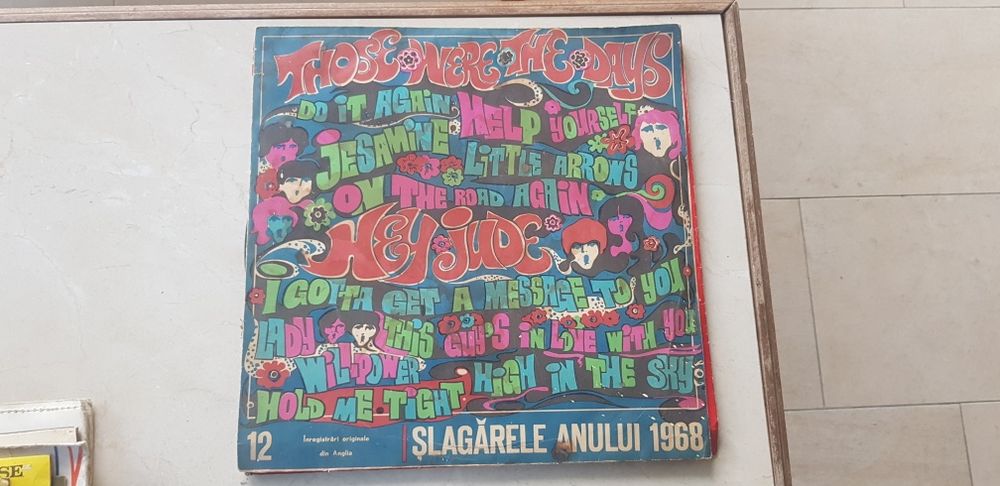 THOSE WERE THE DAYS
DO IT AGAIN HELP YOURSELF
JESAMINE LITTLE ARROWS
ON THE ROAD AGAIN
HEY JUDE
I GOTTA GET A MESSAGE TO YOU
LADY THIS GUY'S IN LOVE WITH YOU
WILLPOWER HIGH IN THE SKY
HOLD ME TIGHT
12 Înregistrări originale din Anglia ȘLAGĂRELE ANULUI 1968
SE